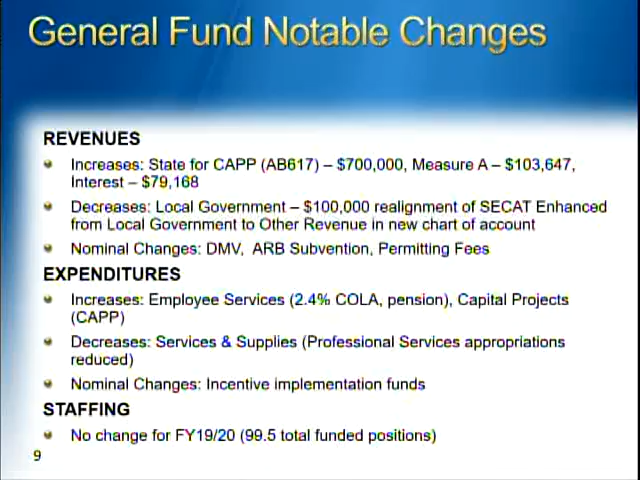 General Fund Notable Changes
REVENUES
Increases: State for CAPP (AB617) – $700,000, Measure A – $103,647,
Interest – $79,168
Decreases: Local Government – $100,000 realignment of SECAT Enhanced
from Local Government to Other Revenue in new chart of account
Nominal Changes: DMV, ARB Subvention, Permitting Fees
EXPENDITURES
Increases: Employee Services (2.4% COLA, pension), Capital Projects
(CAPP)
Decreases: Services & Supplies (Professional Services appropriations
reduced)
Nominal Changes: Incentive implementation funds
STAFFING
No change for FY19/20 (99.5 total funded positions)
9